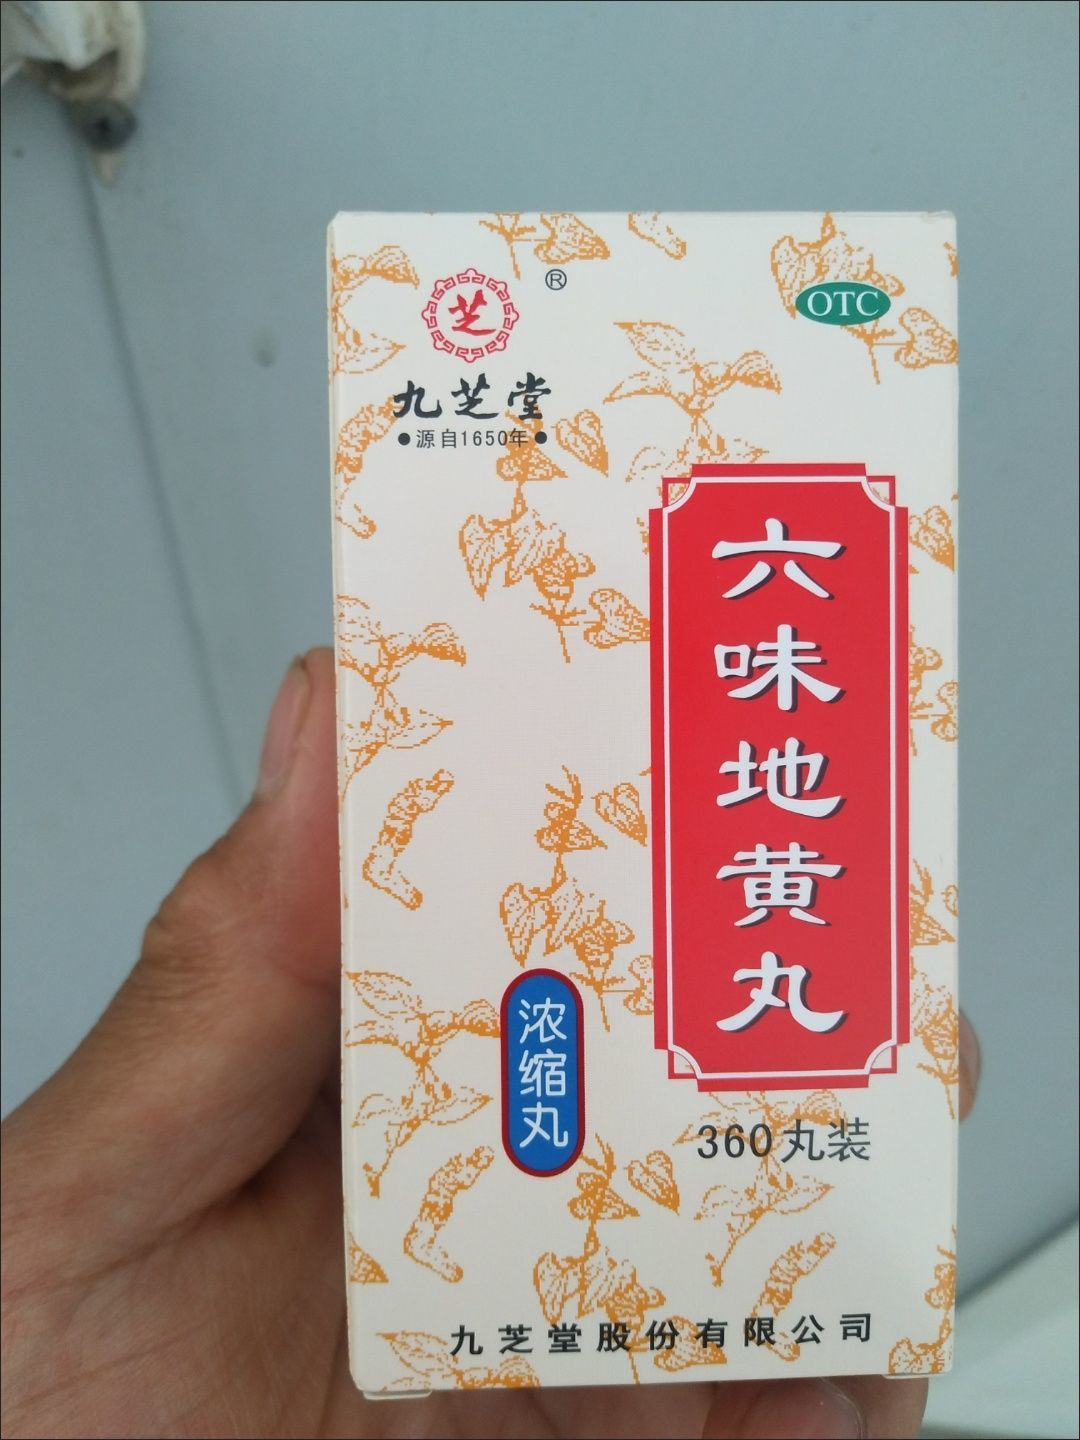 芝
®
OTC
九芝堂
●源自1650年●
六味地黄丸
浓缩丸
360丸装
九芝堂股份有限公司